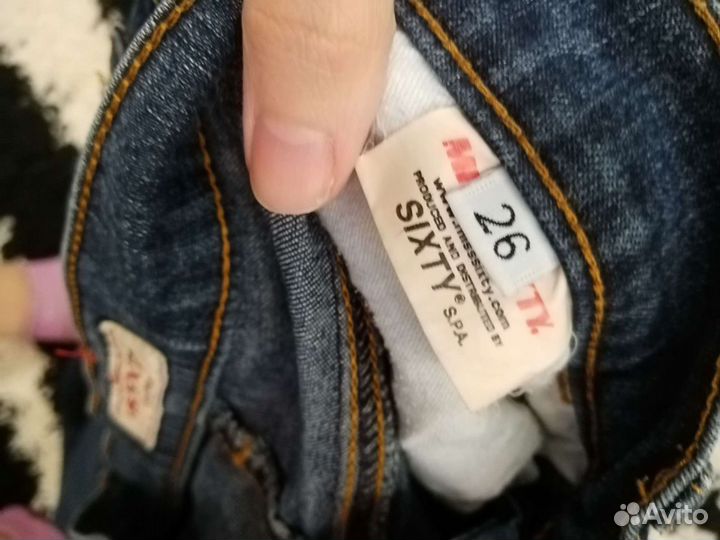 26
www.misssixty.com
PRODUCED AND DISTRIBUTED BY
SIXTY® S.P.A.
Avito